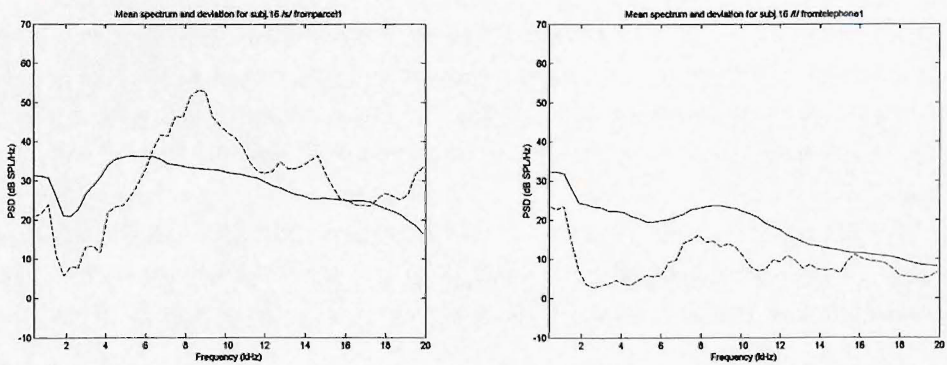 Mean spectrum and deviation for subj.16 /s/ fromparcel1
70
60
50
40
30
20
10
0
-10
PSD (dB SPL/Hz)
2 4 6 8 10 12 14 16 18 20
Frequency (kHz)
Mean spectrum and deviation for subj.16 /f/ fromtelephone1
70
60
50
40
30
20
10
0
-10
PSD (dB SPL/Hz)
2 4 6 8 10 12 14 16 18 20
Frequency (kHz)